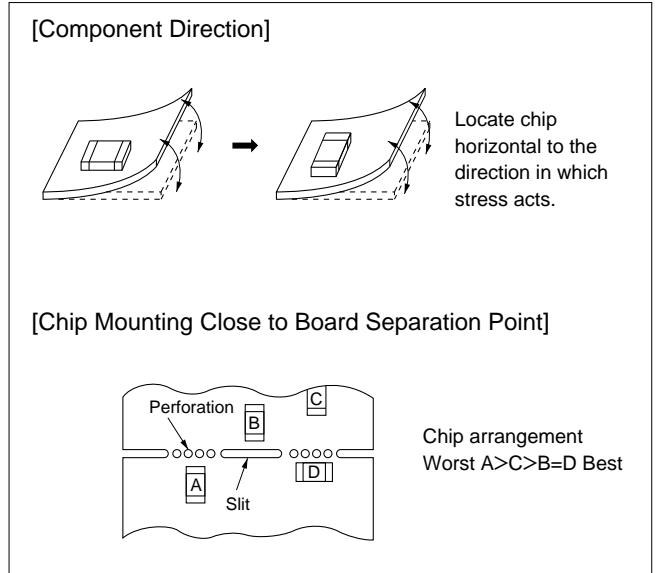 [Component Direction]
Locate chip
horizontal to the
direction in which
stress acts.
[Chip Mounting Close to Board Separation Point]
Perforation
C
B
A
D
Slit
Chip arrangement
Worst A>C>B=D Best